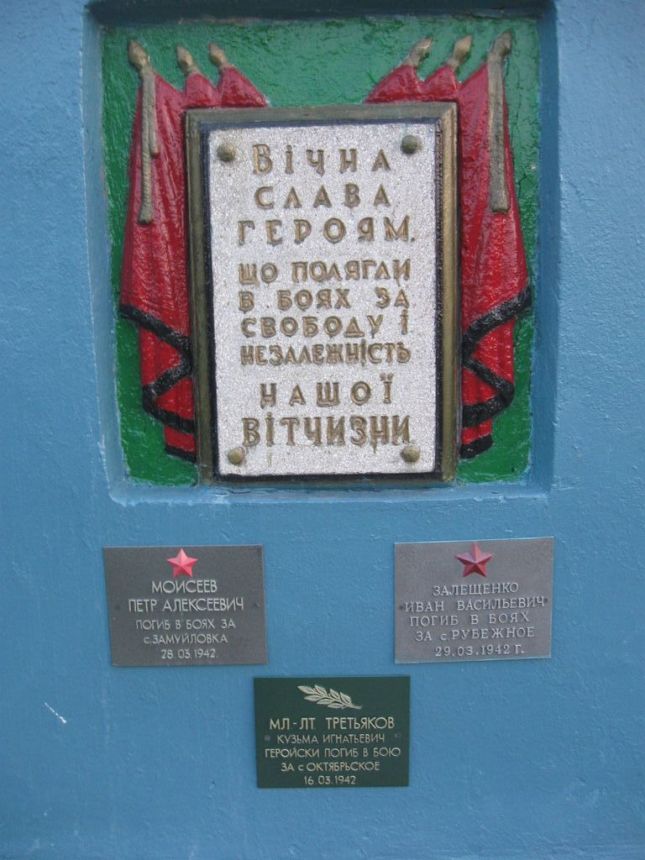 Вічна
слава
героям,
що полягли
в боях за
свободу і
незалежність
нашої
вітчизни
МОИСЕЕВ
ПЕТР АЛЕКСЕЕВИЧ
ПОГИБ В БОЯХ ЗА
с.ЗАМУЙЛОВКА
28.03.1942.
ЗАЛЕЩЕНКО
ИВАН ВАСИЛЬЕВИЧ
ПОГИБ В БОЯХ
ЗА с РУБЕЖНОЕ
29.03.1942 г.
МЛ-ЛТ ТРЕТЬЯКОВ
КУЗЬМА ИГНАТЬЕВИЧ
ГЕРОЙСКИ ПОГИБ В БОЮ
ЗА с ОКТЯБРЬСКОЕ
16.03.1942